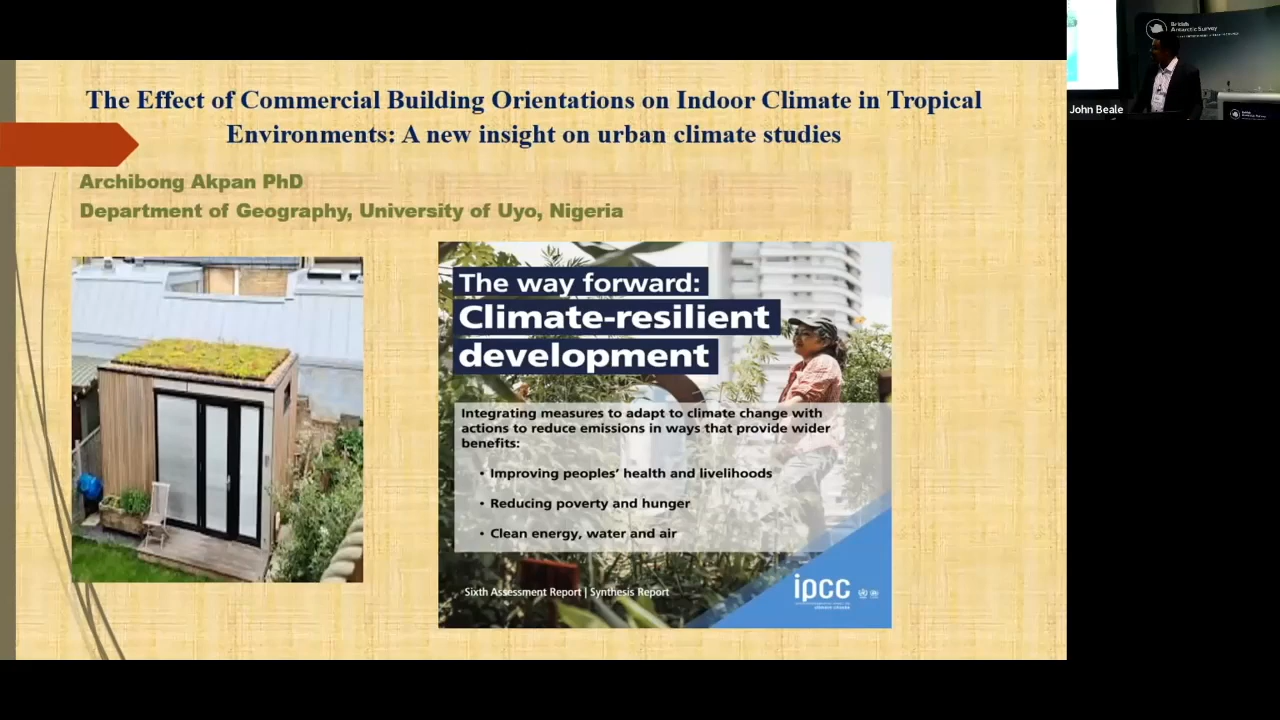 The Effect of Commercial Building Orientations on Indoor Climate in Tropical
Environments: A new insight on urban climate studies
Archibong Akpan PhD
Department of Geography, University of Uyo, Nigeria
The way forward:
Climate-resilient
development
Integrating measures to adapt to climate change with
actions to reduce emissions in ways that provide wider
benefits:
• Improving peoples’ health and livelihoods
• Reducing poverty and hunger
• Clean energy, water and air
Sixth Assessment Report | Synthesis Report
ipcc
British
Antarctic Survey
John Beale